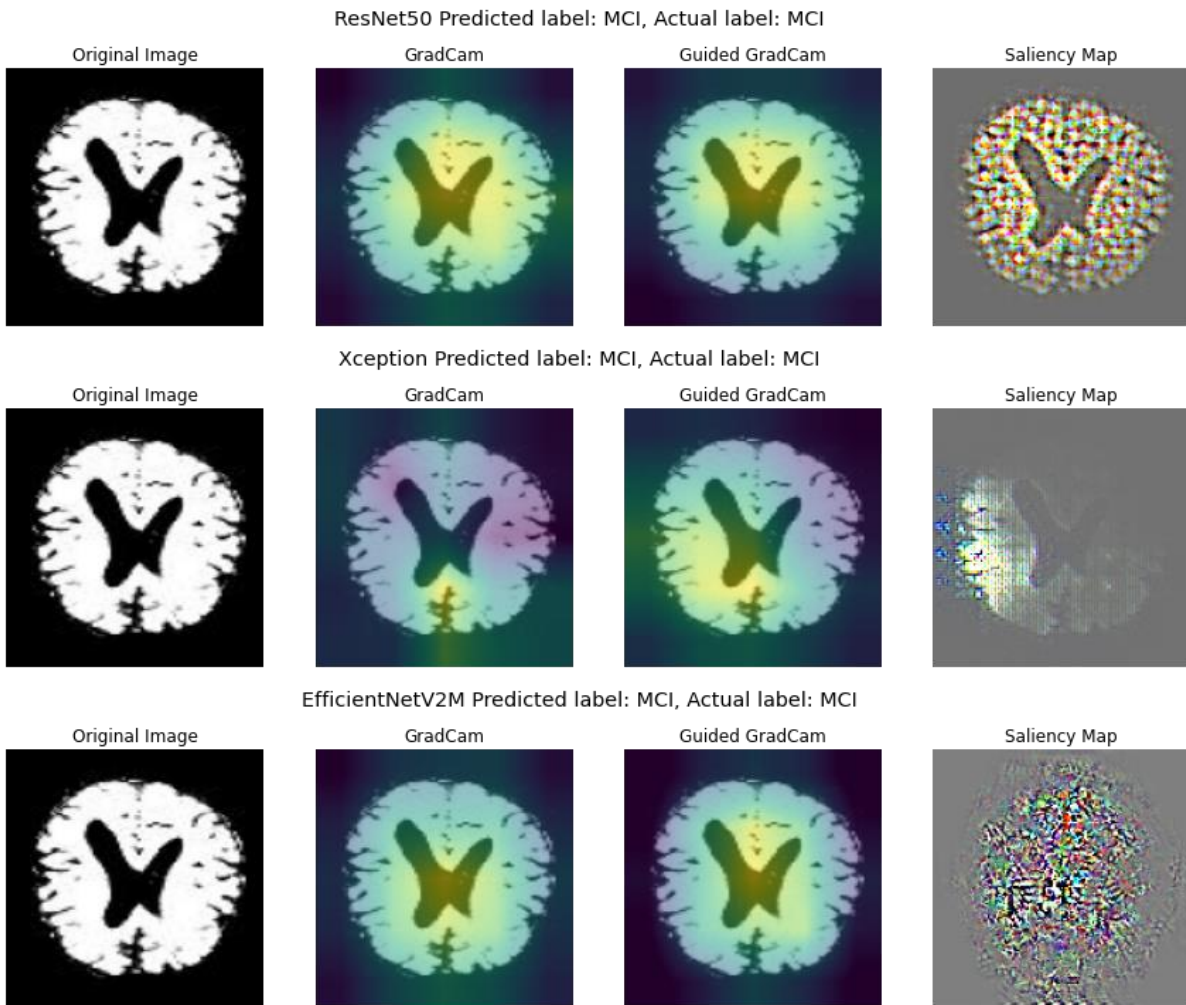 ResNet50 Predicted label: MCI, Actual label: MCI
Original Image GradCam Guided GradCam Saliency Map
Xception Predicted label: MCI, Actual label: MCI
Original Image GradCam Guided GradCam Saliency Map
EfficientNetV2M Predicted label: MCI, Actual label: MCI
Original Image GradCam Guided GradCam Saliency Map